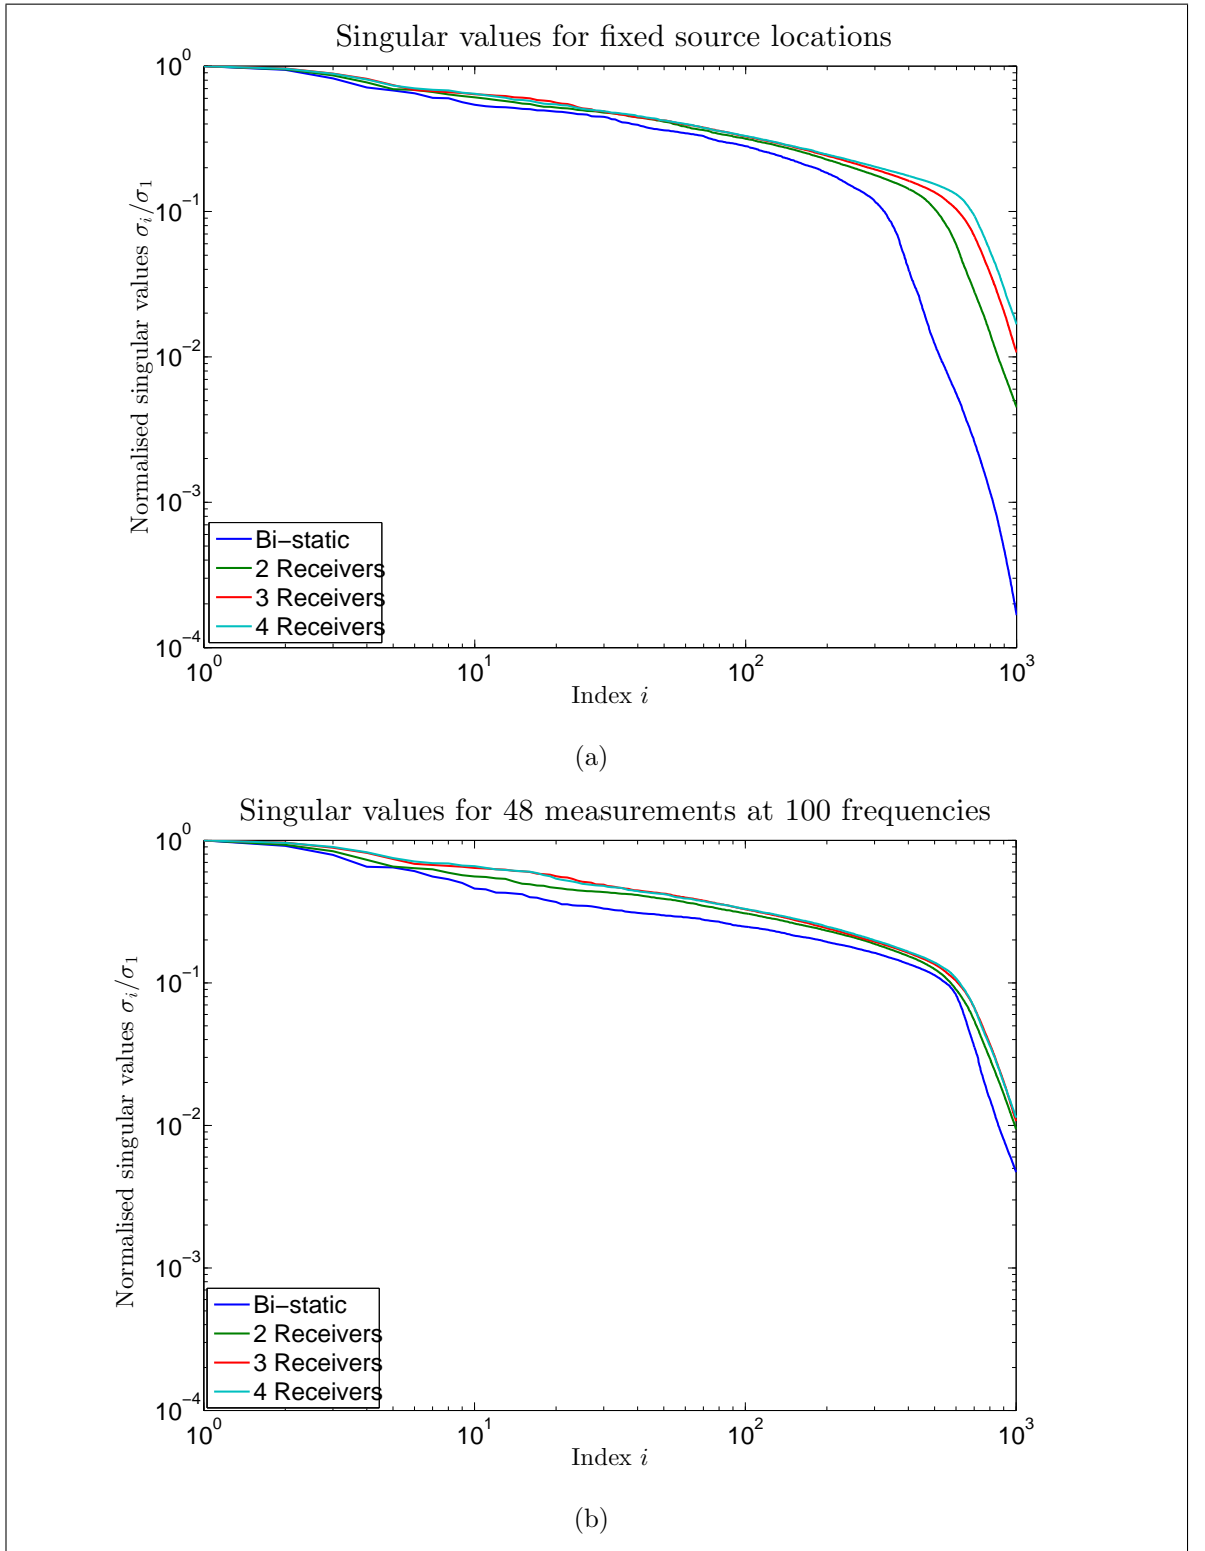 Singular values for fixed source locations
10^0
10^-1
10^-2
10^-3
10^-4
Normalised singular values σ_i/σ_1
Bi-static
2 Receivers
3 Receivers
4 Receivers
10^0 10^1 10^2 10^3
Index i
(a)
Singular values for 48 measurements at 100 frequencies
10^0
10^-1
10^-2
10^-3
10^-4
Normalised singular values σ_i/σ_1
Bi-static
2 Receivers
3 Receivers
4 Receivers
10^0 10^1 10^2 10^3
Index i
(b)